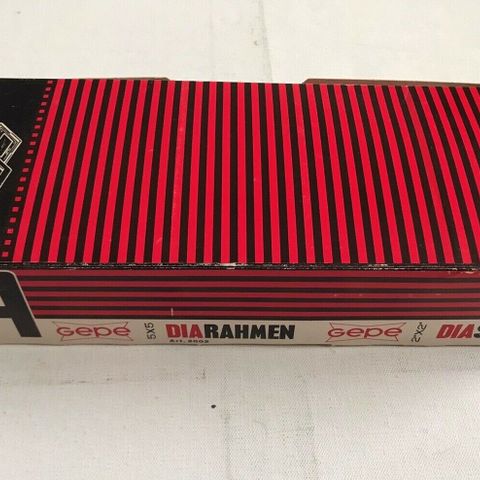 Gepe 5X5 DIARAHMEN Gepe 2"X2" DIAS
Art. 2002